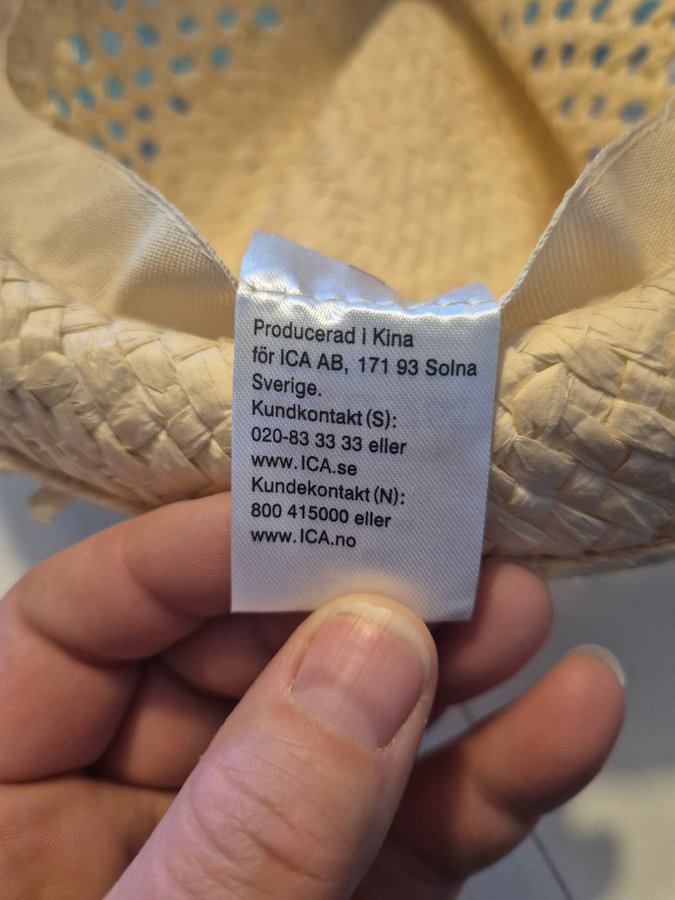 Producerad i Kina
för ICA AB, 171 93 Solna
Sverige.
Kundkontakt (S):
020-83 33 33 eller
www.ICA.se
Kundekontakt (N):
800 415000 eller
www.ICA.no